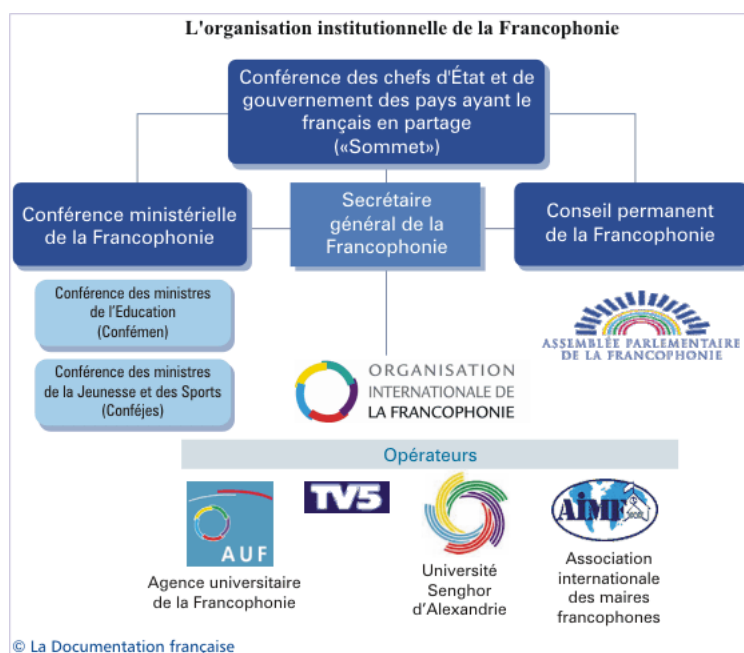 L'organisation institutionnelle de la Francophonie
Conférence des chefs d'État et de
gouvernement des pays ayant le
français en partage
(«Sommet»)
Conférence ministérielle
de la Francophonie
Secrétaire
général de la
Francophonie
Conseil permanent
de la Francophonie
Conférence des ministres
de l'Education
(Confémen)
Conférence des ministres
de la Jeunesse et des Sports
(Conféjes)
ORGANISATION
INTERNATIONALE DE
LA FRANCOPHONIE
ASSEMBLÉE PARLEMENTAIRE
DE LA FRANCOPHONIE
Opérateurs
AUF
Agence universitaire
de la Francophonie
TV5
Université
Senghor
d'Alexandrie
AIMF
Association
internationale
des maires
francophones
© La Documentation française